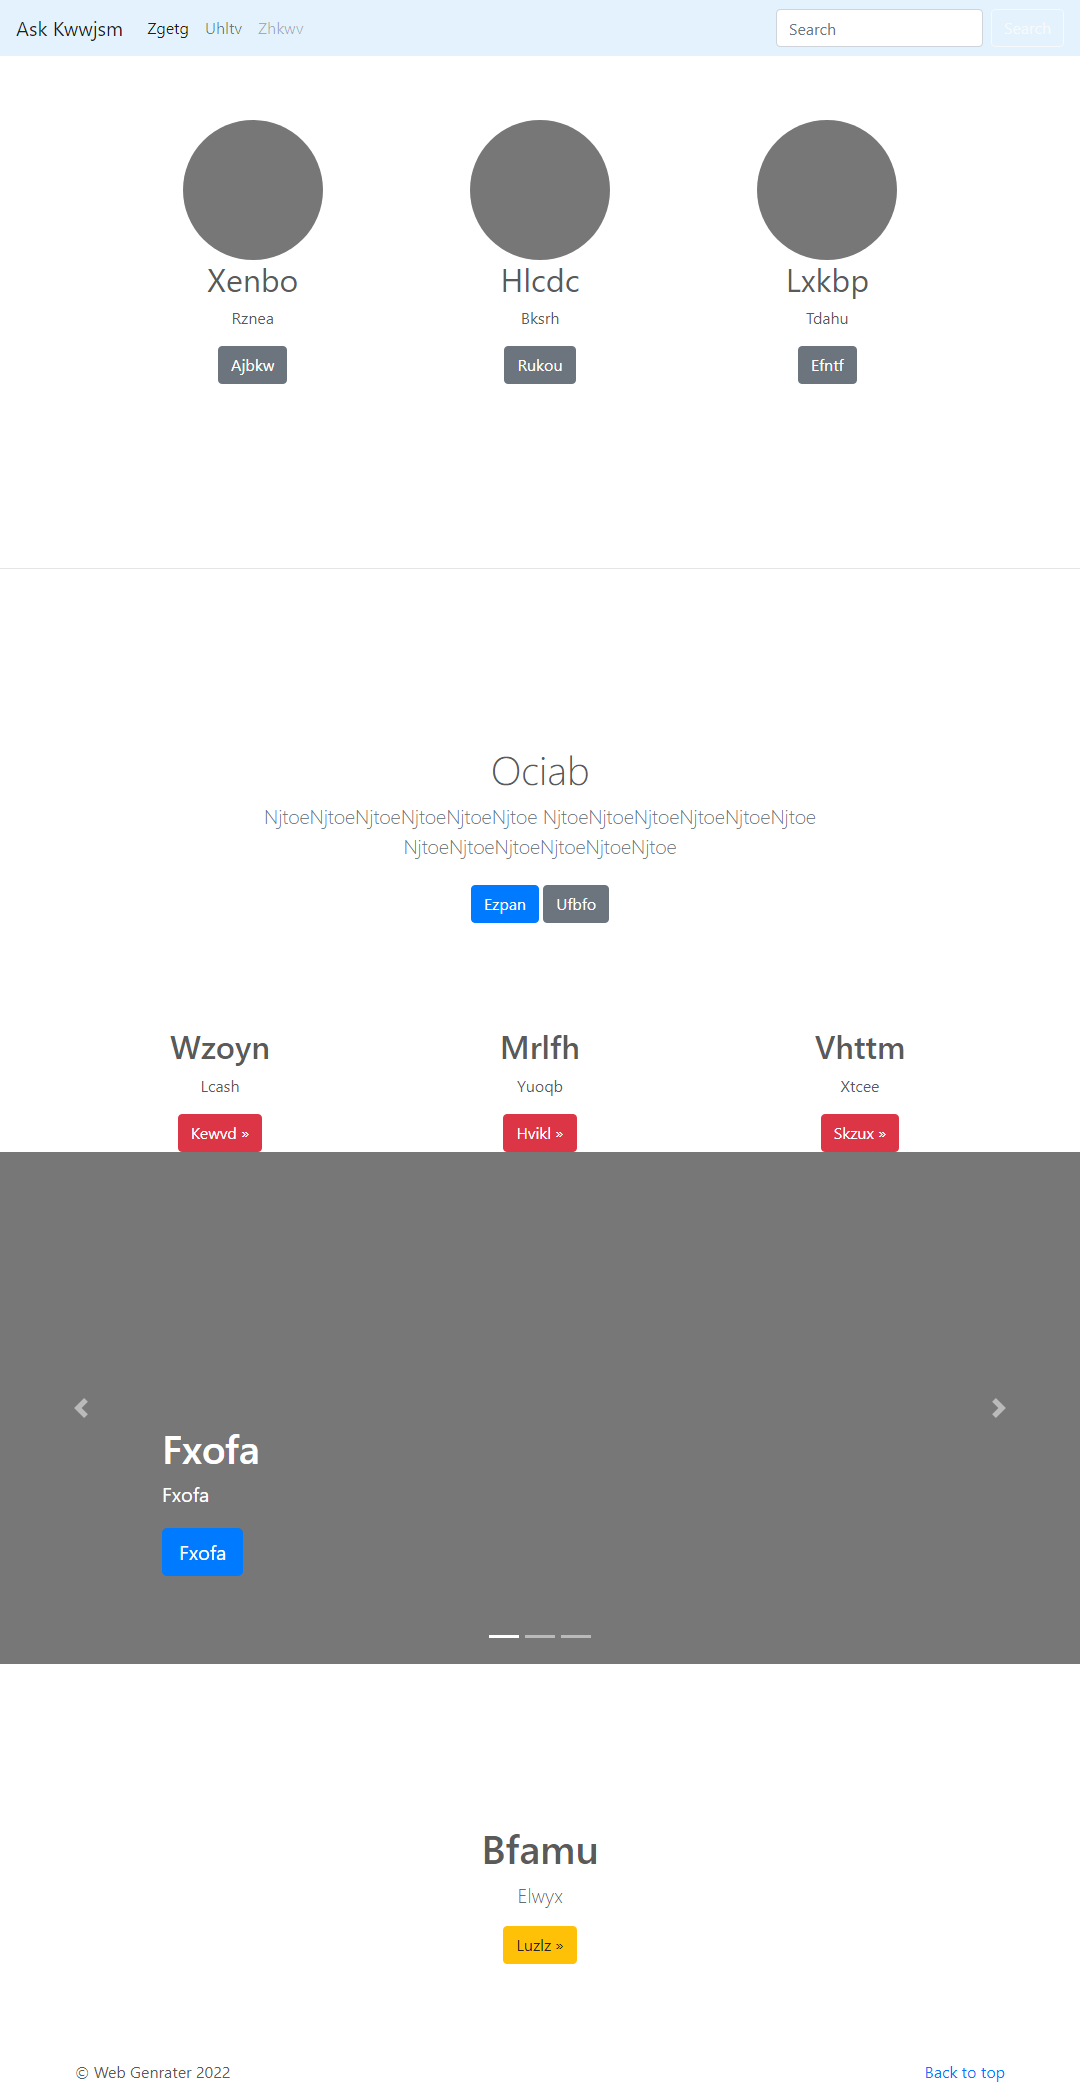 Ask Kwwjsm Zgetg Uhltv Zhkwv Search Search
Xenbo Hlcdc Lxkbp
Rznea Bksrh Tdahu
Ajbkw Rukou Efntf
Ociab
NjtoeNjtoeNjtoeNjtoeNjtoeNjtoe NjtoeNjtoeNjtoeNjtoeNjtoeNjtoe
NjtoeNjtoeNjtoeNjtoeNjtoeNjtoe
Ezpan Ufbfo
Wzoyn Mrlfh Vhttm
Lcash Yuoqb Xtcee
Kewvd » Hvikl » Skzux »
Fxofa
Fxofa
Fxofa
Bfamu
Elwyx
Luzlz »
© Web Genrater 2022 Back to top